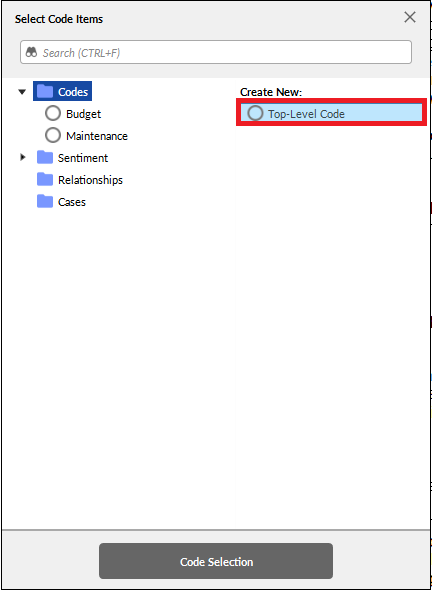 Select Code Items
Search (CTRL+F)
Codes
Budget
Maintenance
Sentiment
Relationships
Cases
Create New:
Top-Level Code
Code Selection